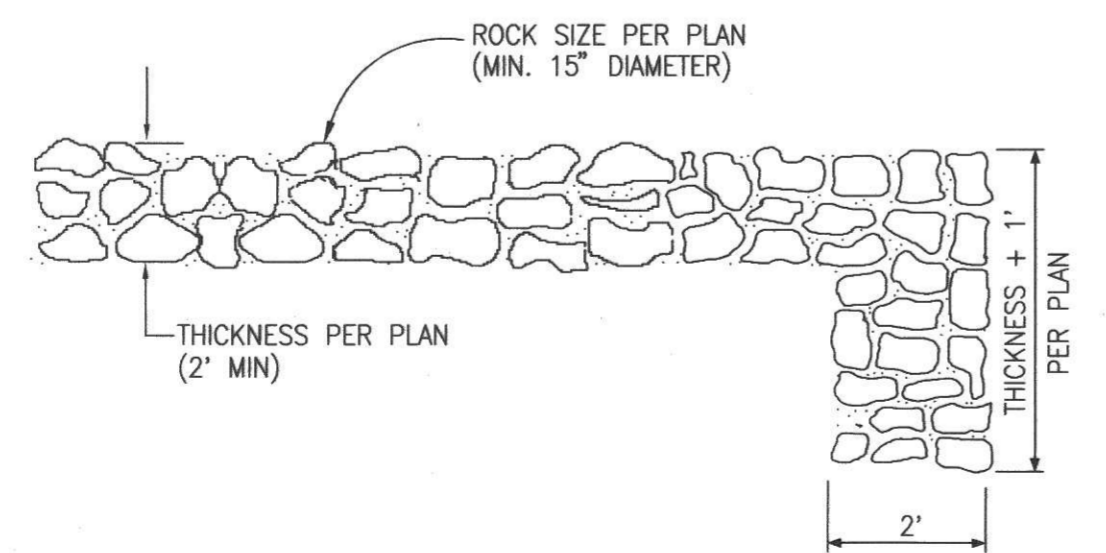 ROCK SIZE PER PLAN
(MIN. 15" DIAMETER)
THICKNESS PER PLAN
(2' MIN)
THICKNESS + 1'
PER PLAN
2'